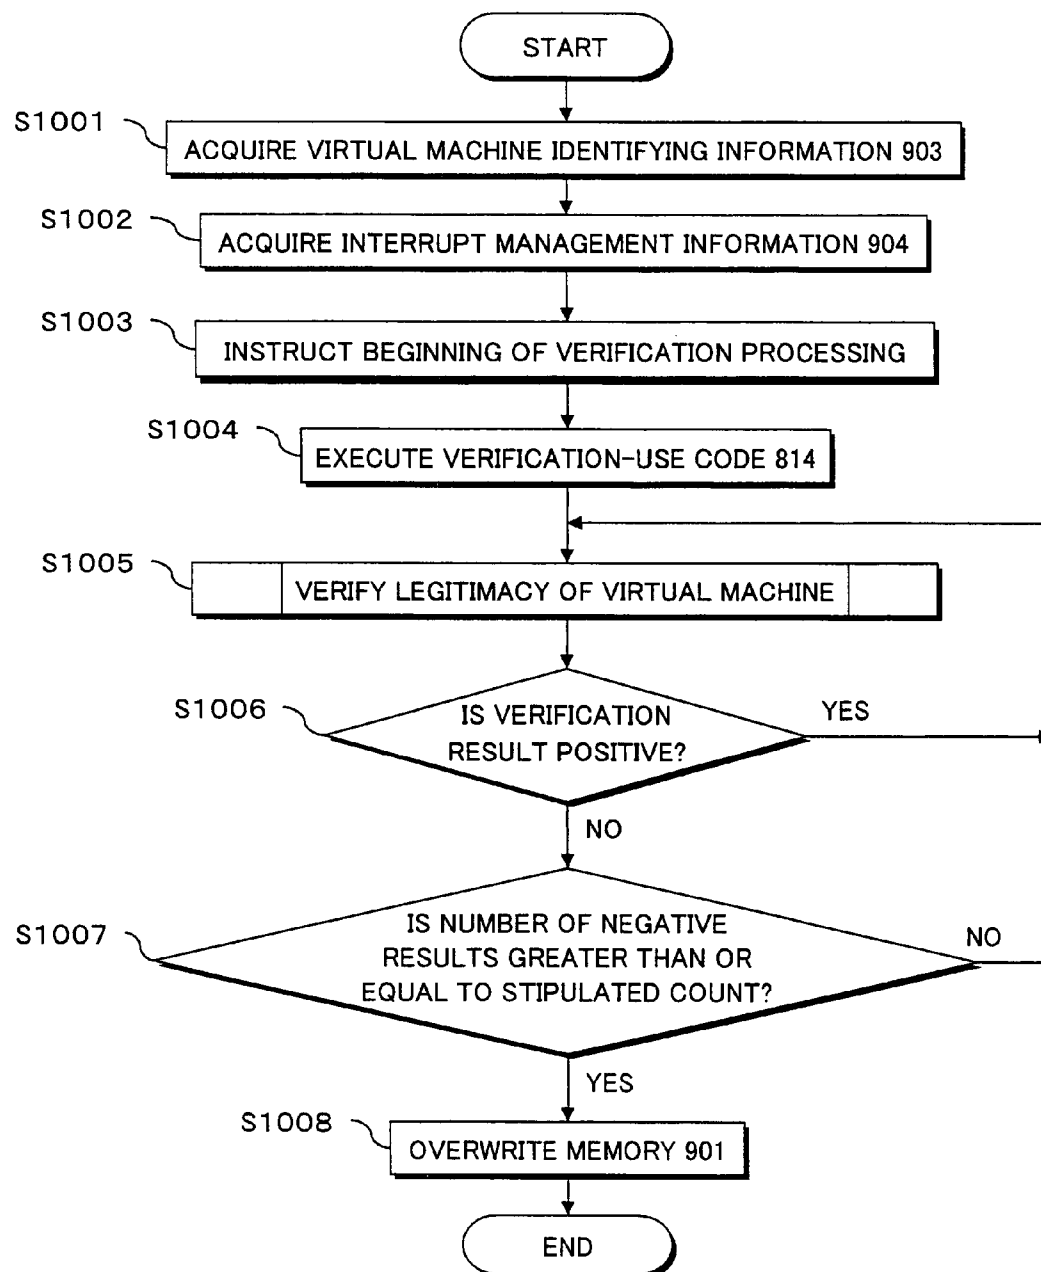 START
S1001
ACQUIRE VIRTUAL MACHINE IDENTIFYING INFORMATION 903
S1002
ACQUIRE INTERRUPT MANAGEMENT INFORMATION 904
S1003
INSTRUCT BEGINNING OF VERIFICATION PROCESSING
S1004
EXECUTE VERIFICATION-USE CODE 814
S1005
VERIFY LEGITIMACY OF VIRTUAL MACHINE
S1006
IS VERIFICATION
RESULT POSITIVE?
YES
NO
S1007
IS NUMBER OF NEGATIVE
RESULTS GREATER THAN OR
EQUAL TO STIPULATED COUNT?
NO
YES
S1008
OVERWRITE MEMORY 901
END